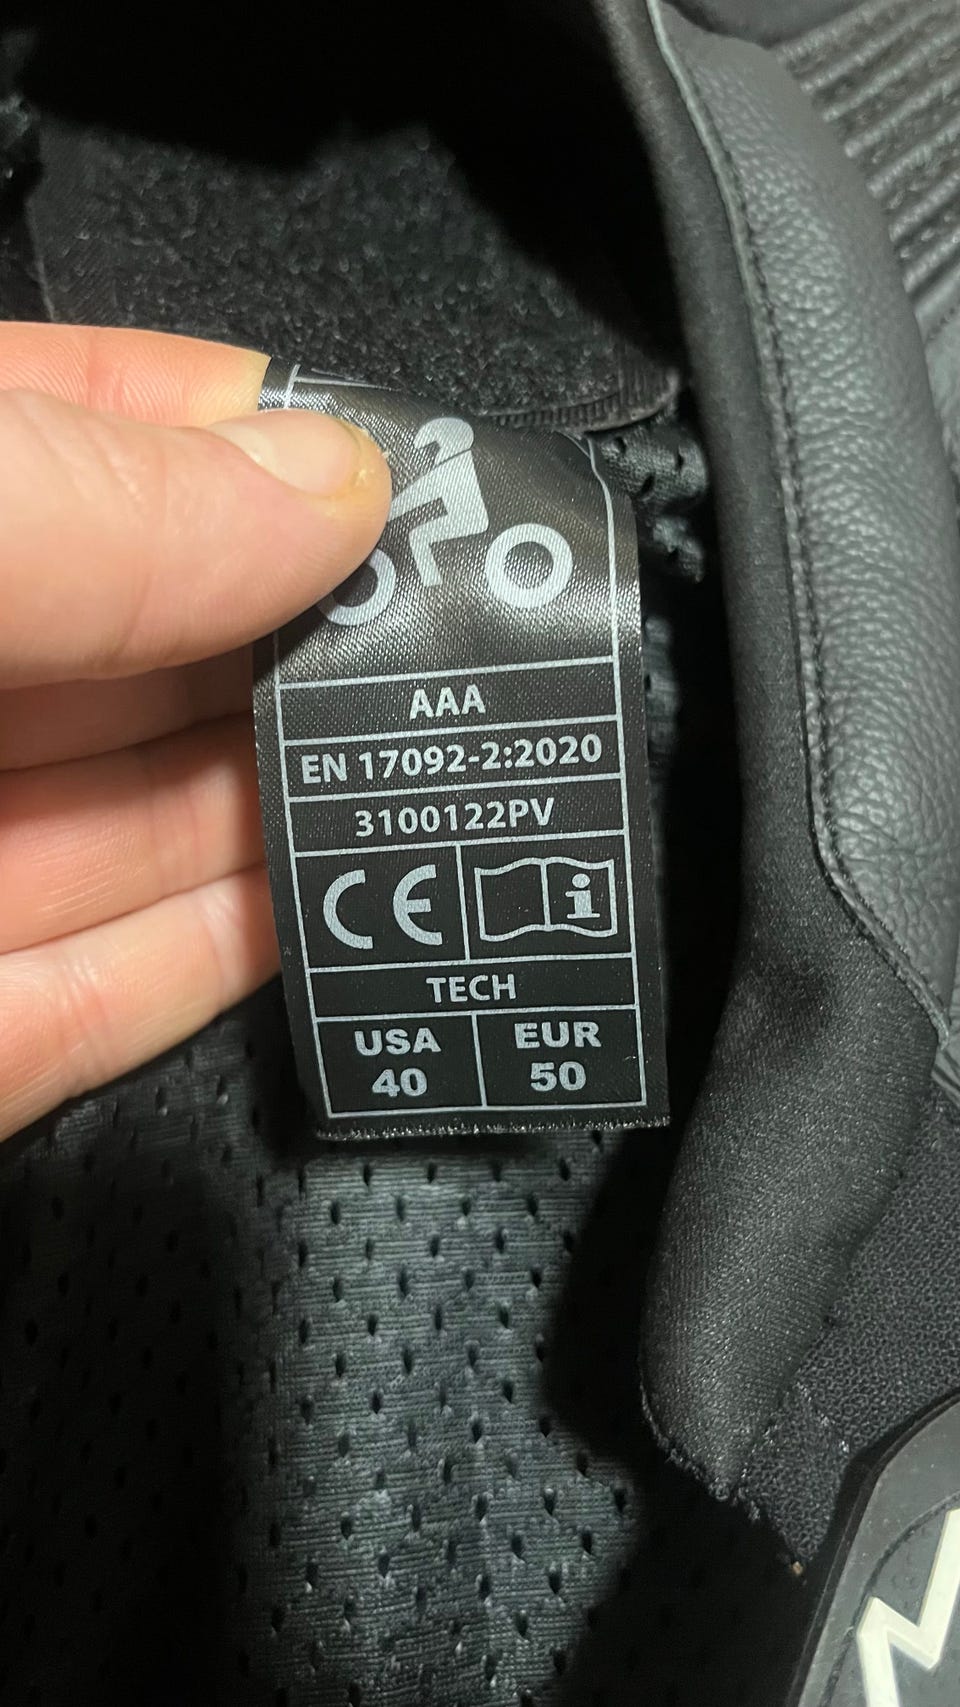 AAA
EN 17092-2:2020
3100122PV
CE i
TECH
USA EUR
40 50